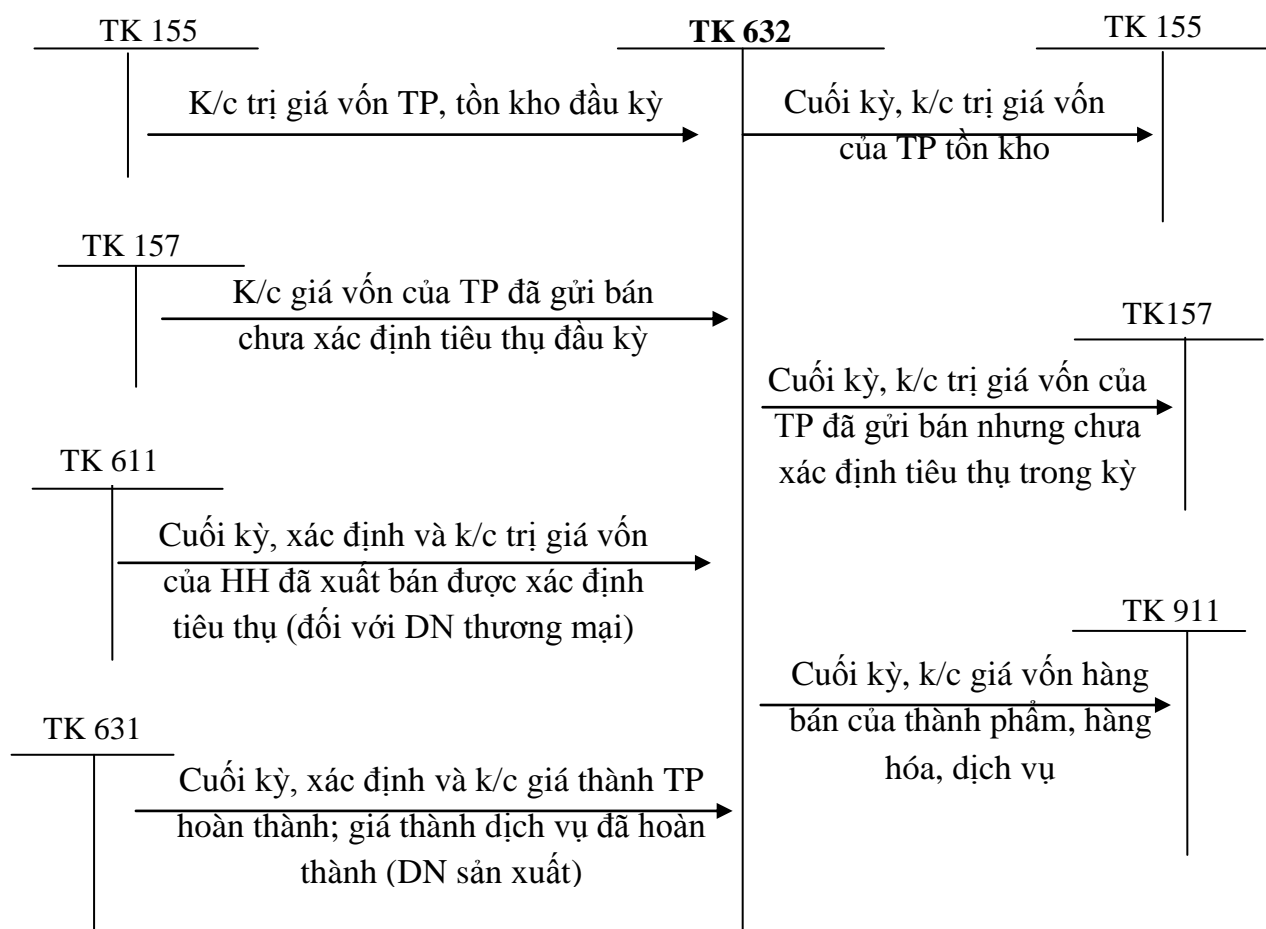 TK 155
TK 632
TK 155
K/c trị giá vốn TP, tồn kho đầu kỳ
Cuối kỳ, k/c trị giá vốn
của TP tồn kho
TK 157
K/c giá vốn của TP đã gửi bán
chưa xác định tiêu thụ đầu kỳ
TK157
Cuối kỳ, k/c trị giá vốn của
TP đã gửi bán nhưng chưa
xác định tiêu thụ trong kỳ
TK 611
Cuối kỳ, xác định và k/c trị giá vốn
của HH đã xuất bán được xác định
tiêu thụ (đối với DN thương mại)
TK 911
Cuối kỳ, k/c giá vốn hàng
bán của thành phẩm, hàng
hóa, dịch vụ
TK 631
Cuối kỳ, xác định và k/c giá thành TP
hoàn thành; giá thành dịch vụ đã hoàn
thành (DN sản xuất)